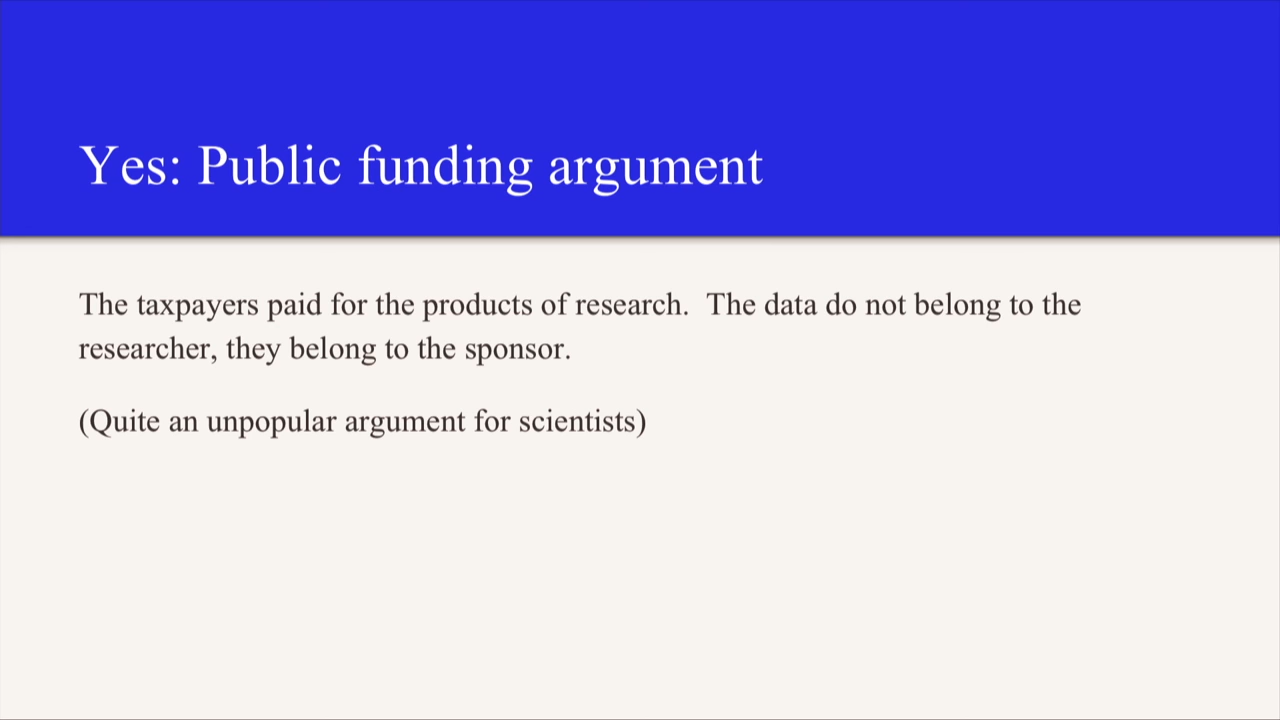 Yes: Public funding argument
The taxpayers paid for the products of research.  The data do not belong to the
researcher, they belong to the sponsor.
(Quite an unpopular argument for scientists)